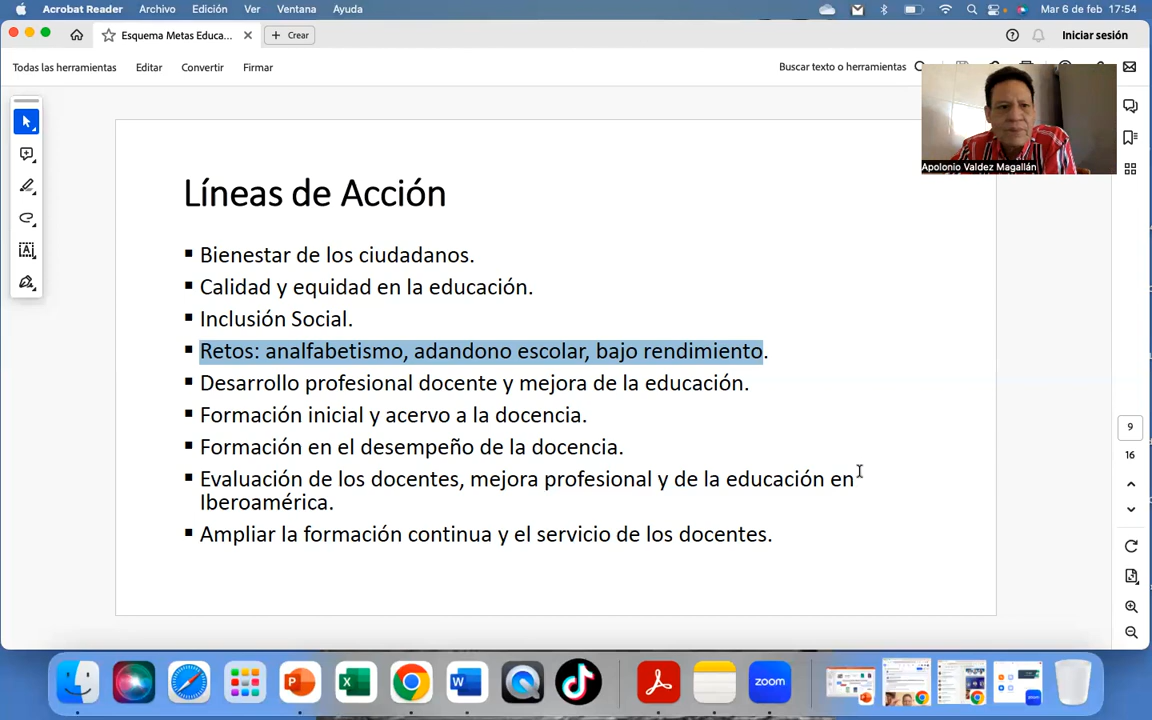 Acrobat Reader Archivo Edición Ver Ventana Ayuda Mar 6 de feb 17:54
Esquema Metas Educa... Crear Iniciar sesión
Todas las herramientas Editar Convertir Firmar Buscar texto o herramientas
Apolonio Valdez Magallán
Líneas de Acción
▪ Bienestar de los ciudadanos.
▪ Calidad y equidad en la educación.
▪ Inclusión Social.
▪ Retos: analfabetismo, adandono escolar, bajo rendimiento.
▪ Desarrollo profesional docente y mejora de la educación.
▪ Formación inicial y acervo a la docencia.
▪ Formación en el desempeño de la docencia.
▪ Evaluación de los docentes, mejora profesional y de la educación en
Iberoamérica.
▪ Ampliar la formación continua y el servicio de los docentes.
9
16
zoom